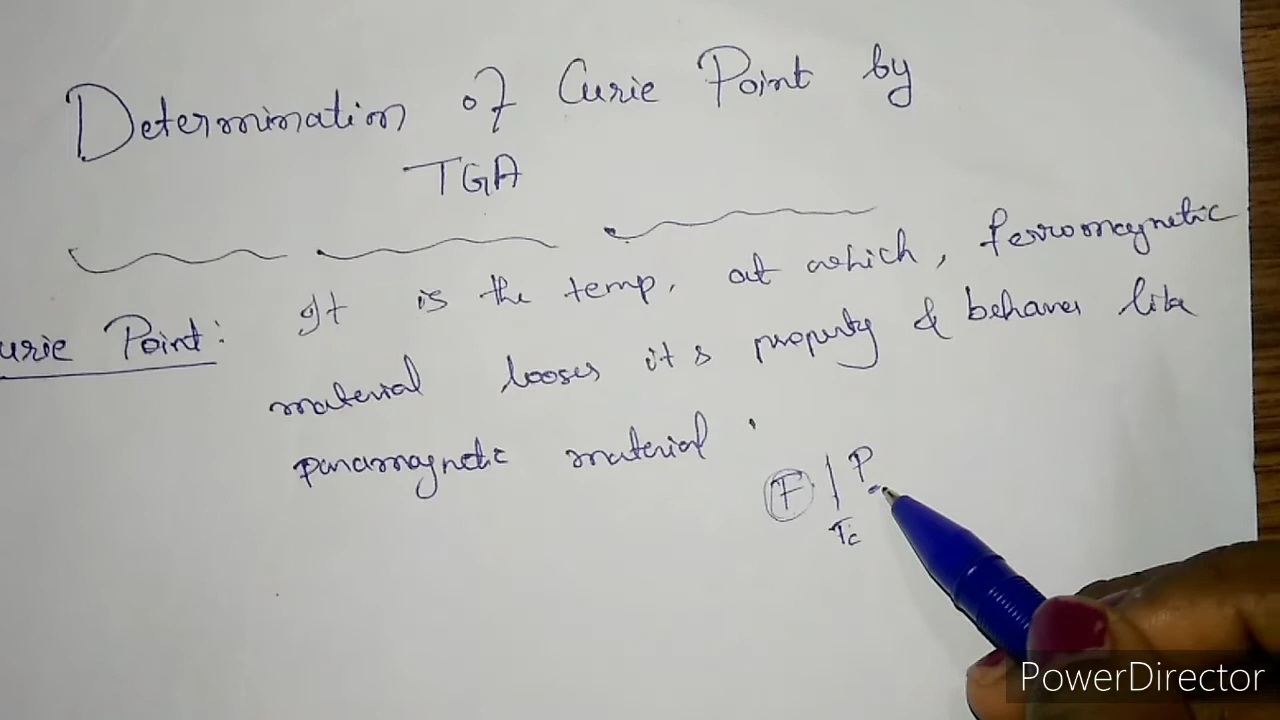 Determination of Curie Point by
TGA
urie Point: It is the temp, at which, ferromagnetic
material looses it s property & behaves like
paramagnetic material.
F | P
Tc
PowerDirector